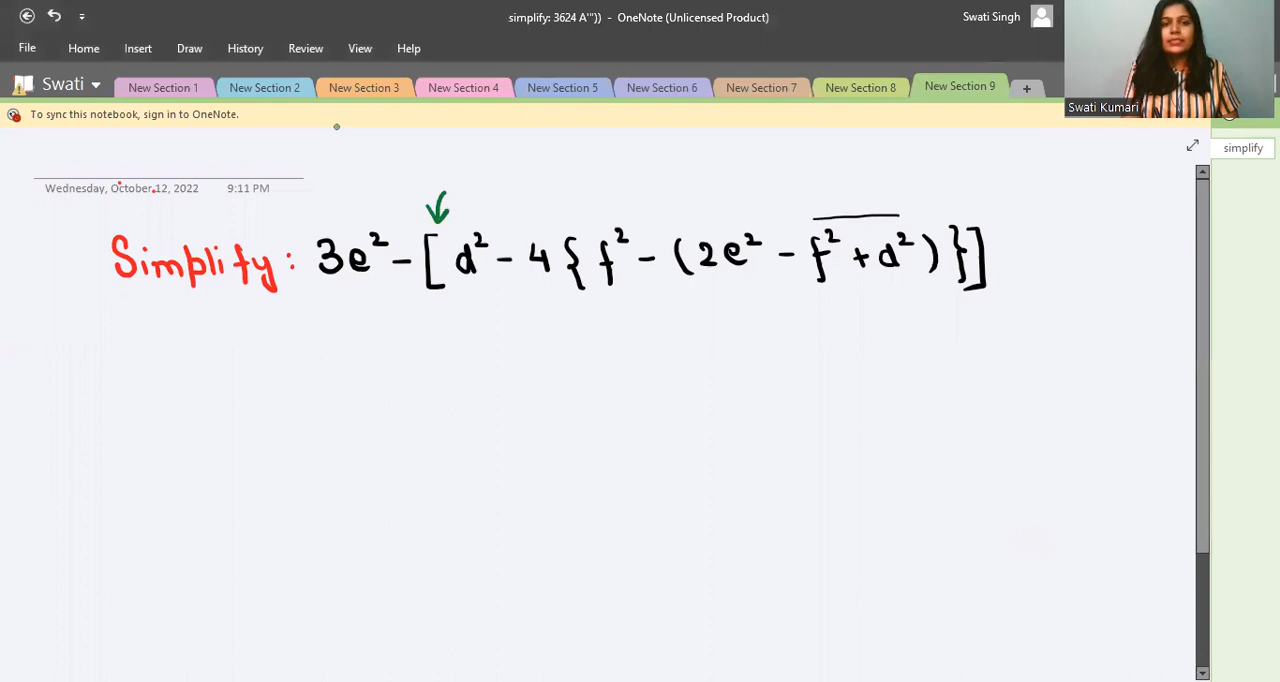 simplify: 3624 A'"}) - OneNote (Unlicensed Product)
Swati Singh
File Home Insert Draw History Review View Help
Swati New Section 1 New Section 2 New Section 3 New Section 4 New Section 5 New Section 6 New Section 7 New Section 8 New Section 9 +
Swati Kumari
To sync this notebook, sign in to OneNote.
simplify
Wednesday, October 12, 2022 9:11 PM
Simplify: 3e² - [d² - 4{f² - (2e² - f̅²̅ ̅+̅ ̅d̅²)}]